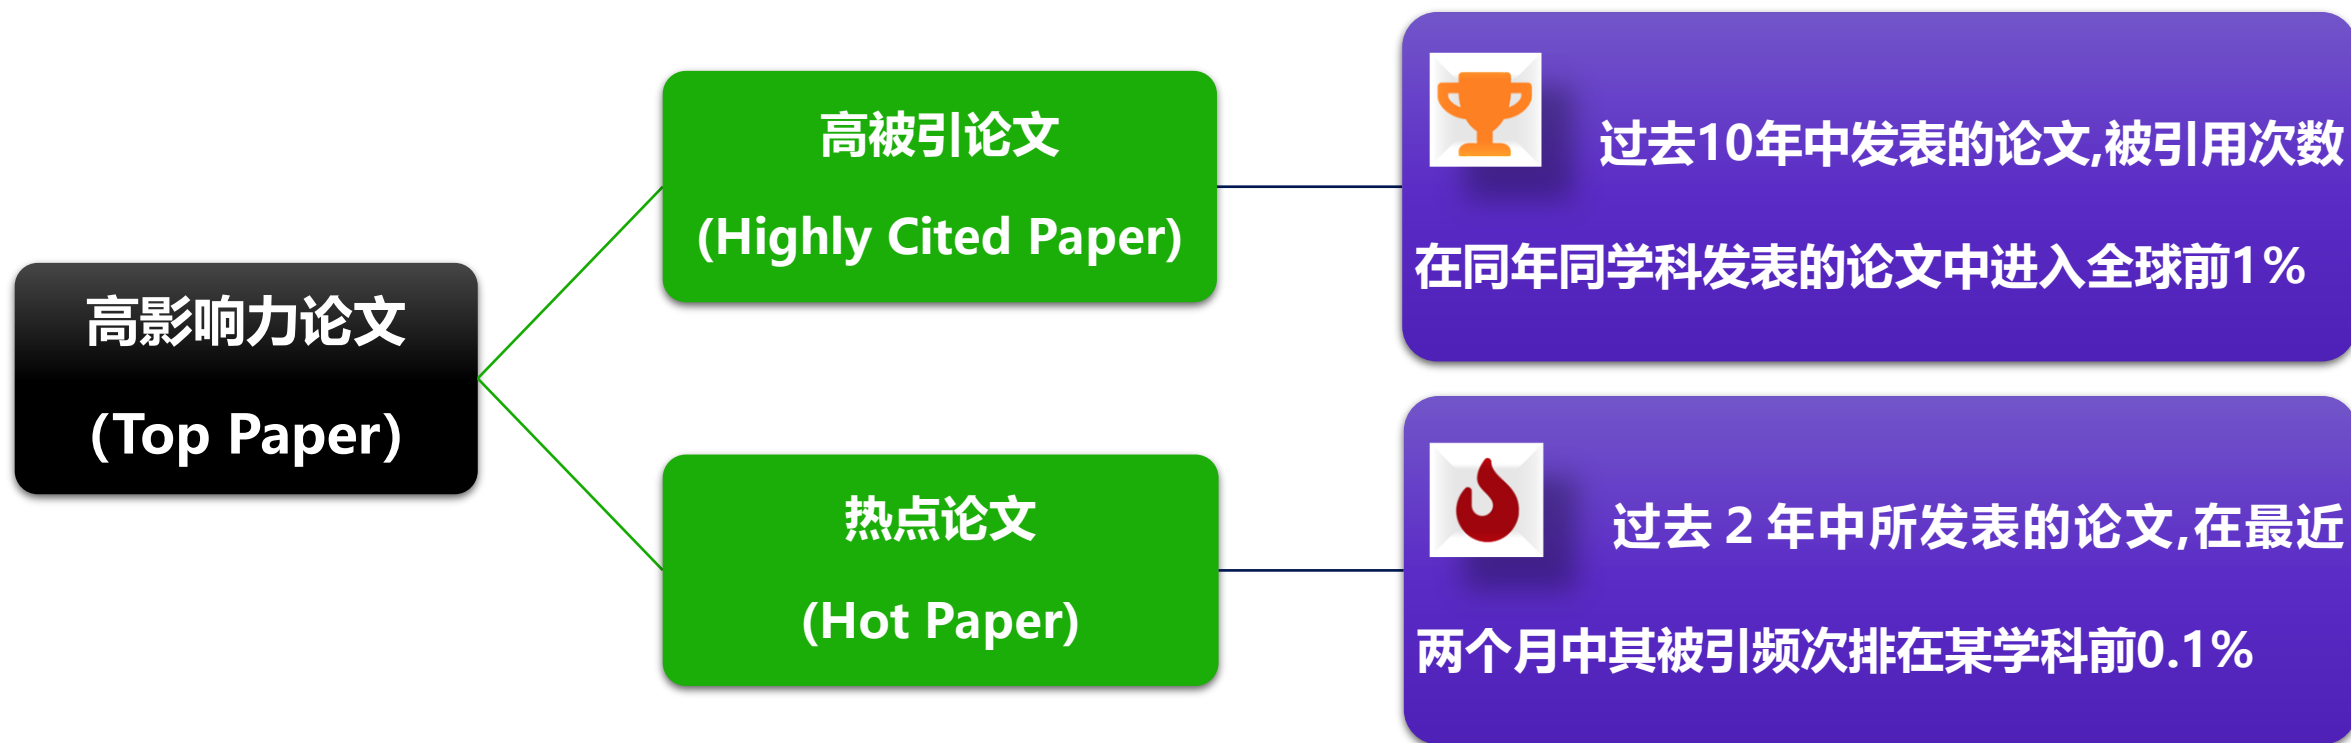 高影响力论文
(Top Paper)
高被引论文
(Highly Cited Paper)
过去10年中发表的论文,被引用次数
在同年同学科发表的论文中进入全球前1%
热点论文
(Hot Paper)
过去 2 年中所发表的论文,在最近
两个月中其被引频次排在某学科前0.1%